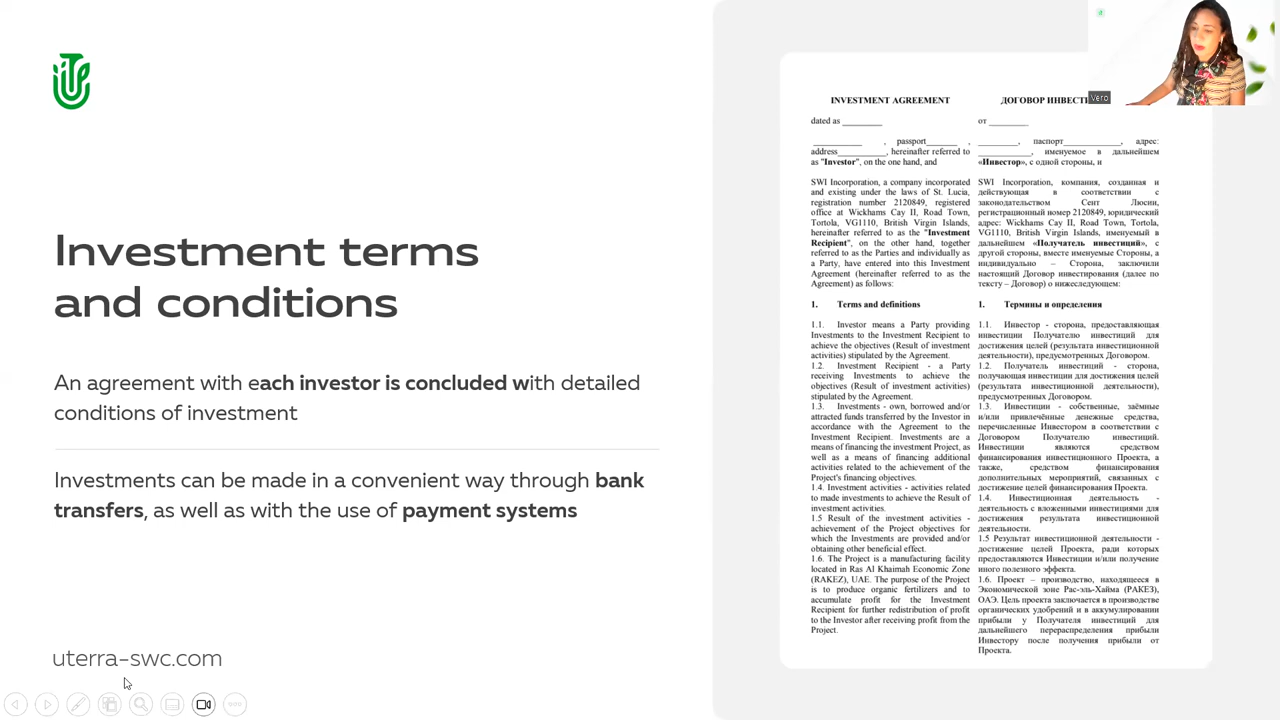 Investment terms
and conditions
An agreement with each investor is concluded with detailed
conditions of investment
Investments can be made in a convenient way through bank
transfers, as well as with the use of payment systems
uterra-swc.com
INVESTMENT AGREEMENT
dated as ________
__________ , passport______ ,
address__________, hereinafter referred to
as "Investor", on the one hand, and
SWI Incorporation, a company incorporated
and existing under the laws of St. Lucia,
registration number 2120849, registered
office at Wickhams Cay II, Road Town,
Tortola, VG1110, British Virgin Islands,
hereinafter referred to as the "Investment
Recipient", on the other hand, together
referred to as the Parties and individually as
a Party, have entered into this Investment
Agreement (hereinafter referred to as the
Agreement) as follows:
1. Terms and definitions
1.1. Investor means a Party providing
Investments to the Investment Recipient to
achieve the objectives (Result of investment
activities) stipulated by the Agreement.
1.2. Investment Recipient - a Party
receiving Investments to achieve the
objectives (Result of investment activities)
stipulated by the Agreement.
1.3. Investments - own, borrowed and/or
attracted funds transferred by the Investor in
accordance with the Agreement to the
Investment Recipient. Investments are a
means of financing the investment Project, as
well as a means of financing additional
activities related to the achievement of the
Project's financing objectives.
1.4. Investment activities - activities related
to made investments to achieve the Result of
investment activities.
1.5 Result of the investment activities -
achievement of the Project objectives for
which the Investments are provided and/or
obtaining other beneficial effect.
1.6. The Project is a manufacturing facility
located in Ras Al Khaimah Economic Zone
(RAKEZ), UAE. The purpose of the Project
is to produce organic fertilizers and to
accumulate profit for the Investment
Recipient for further redistribution of profit
to the Investor after receiving profit from the
Project.
ДОГОВОР
от ________
________, паспорт____________, адрес:
___________, именуемое в дальнейшем
«Инвестор», с одной стороны, и
SWI Incorporation, компания, созданная и
действующая в соответствии с
законодательством Сент Люсии,
регистрационный номер 2120849, юридический
адрес: Wickhams Cay II, Road Town, Tortola,
VG1110, British Virgin Islands, именуемый в
дальнейшем «Получатель инвестиций», с
другой стороны, вместе именуемые Стороны, а
индивидуально – Сторона, заключили
настоящий Договор инвестирования (далее по
тексту – Договор) о нижеследующем:
1. Термины и определения
1.1. Инвестор - сторона, предоставляющая
инвестиции Получателю инвестиций для
достижения целей (результата инвестиционной
деятельности), предусмотренных Договором.
1.2. Получатель инвестиций - сторона,
получающая инвестиции для достижения целей
(результата инвестиционной деятельности),
предусмотренных Договором.
1.3. Инвестиции - собственные, заёмные
и/или привлечённые денежные средства,
перечисленные Инвестором в соответствии с
Договором Получателю инвестиций.
Инвестиции являются средством
финансирования инвестиционного Проекта, а
также, средством финансирования
дополнительных мероприятий, связанных с
достижение целей финансирования Проекта.
1.4. Инвестиционная деятельность -
деятельность с вложенными инвестициями для
достижения результата инвестиционной
деятельности.
1.5 Результат инвестиционной деятельности -
достижение целей Проекта, ради которых
предоставляются Инвестиции и/или получение
иного полезного эффекта.
1.6. Проект – производство, находящееся в
Экономической зоне Рас-эль-Хайма (РАКЕЗ),
ОАЭ. Цель проекта заключается в производстве
органических удобрений и в аккумулировании
прибыли у Получателя инвестиций для
дальнейшего перераспределения прибыли
Инвестору после получения прибыли от
Проекта.
Vero